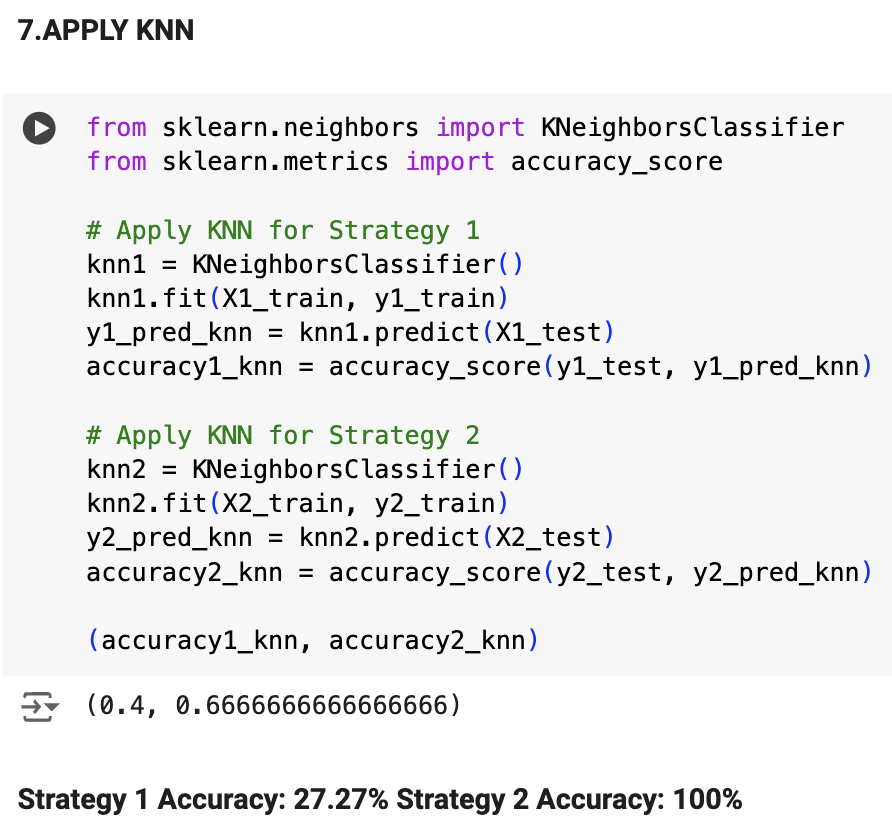 7.APPLY KNN
from sklearn.neighbors import KNeighborsClassifier
from sklearn.metrics import accuracy_score
# Apply KNN for Strategy 1
knn1 = KNeighborsClassifier()
knn1.fit(X1_train, y1_train)
y1_pred_knn = knn1.predict(X1_test)
accuracy1_knn = accuracy_score(y1_test, y1_pred_knn)
# Apply KNN for Strategy 2
knn2 = KNeighborsClassifier()
knn2.fit(X2_train, y2_train)
y2_pred_knn = knn2.predict(X2_test)
accuracy2_knn = accuracy_score(y2_test, y2_pred_knn)
(accuracy1_knn, accuracy2_knn)
(0.4, 0.6666666666666666)
Strategy 1 Accuracy: 27.27% Strategy 2 Accuracy: 100%